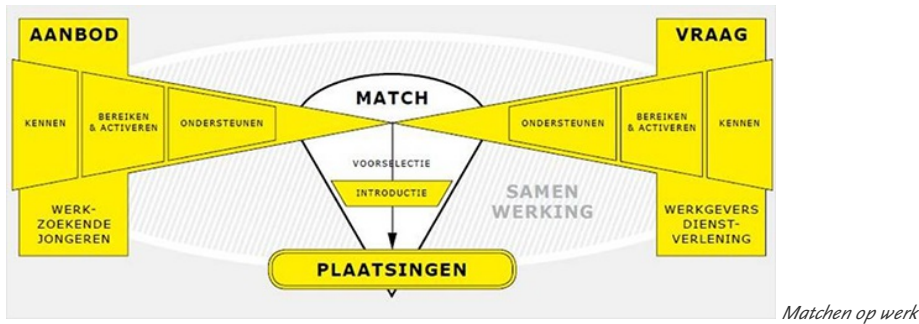 AANBOD
VRAAG
MATCH
KENNEN
BEREIKEN
& ACTIVEREN
ONDERSTEUNEN
ONDERSTEUNEN
BEREIKEN
& ACTIVEREN
KENNEN
VOORSELECTIE
INTRODUCTIE
SAMEN
WERKING
WERK-
ZOEKENDE
JONGEREN
WERKGEVERS
DIENST-
VERLENING
PLAATSINGEN
Matchen op werk